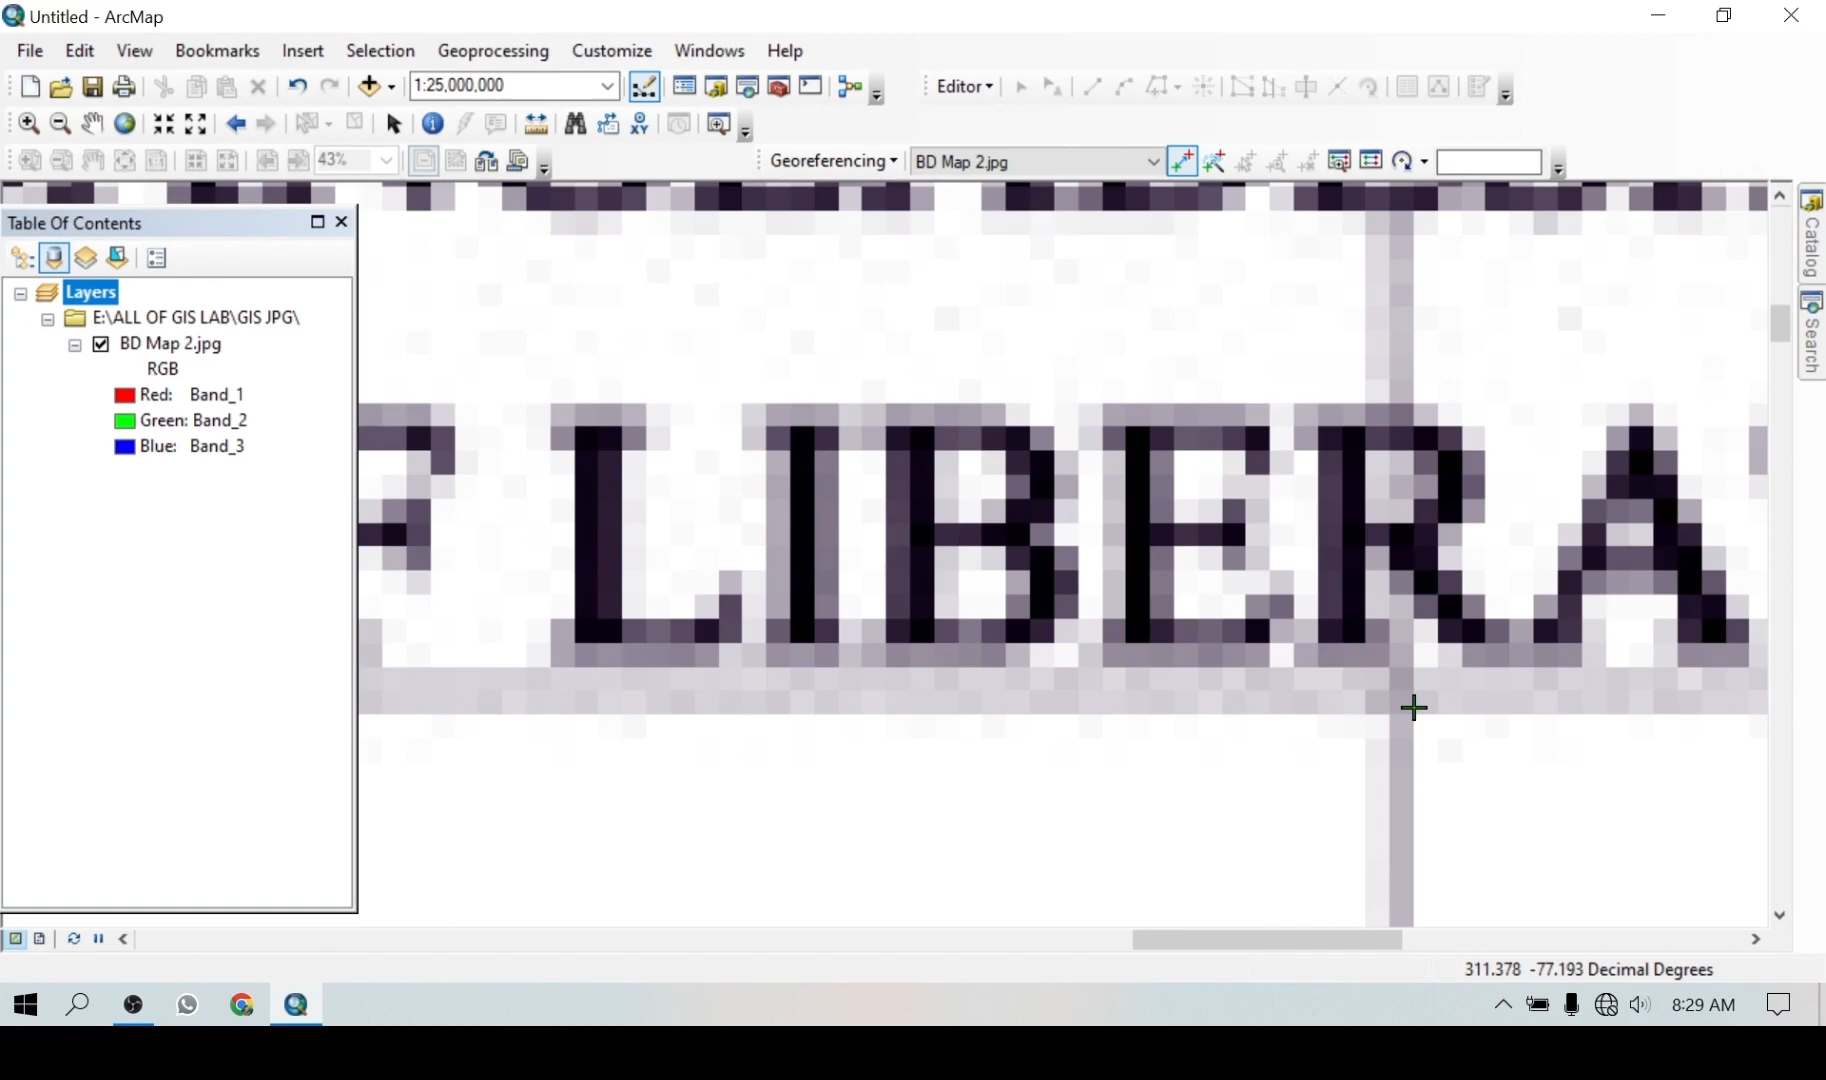 Untitled - ArcMap
File Edit View Bookmarks Insert Selection Geoprocessing Customize Windows Help
1:25,000,000
Editor
43%
Georeferencing BD Map 2.jpg
Table Of Contents
Layers
E:\ALL OF GIS LAB\GIS JPG\
BD Map 2.jpg
RGB
Red: Band_1
Green: Band_2
Blue: Band_3
LIBERA
Catalog
Search
311.378 -77.193 Decimal Degrees
8:29 AM